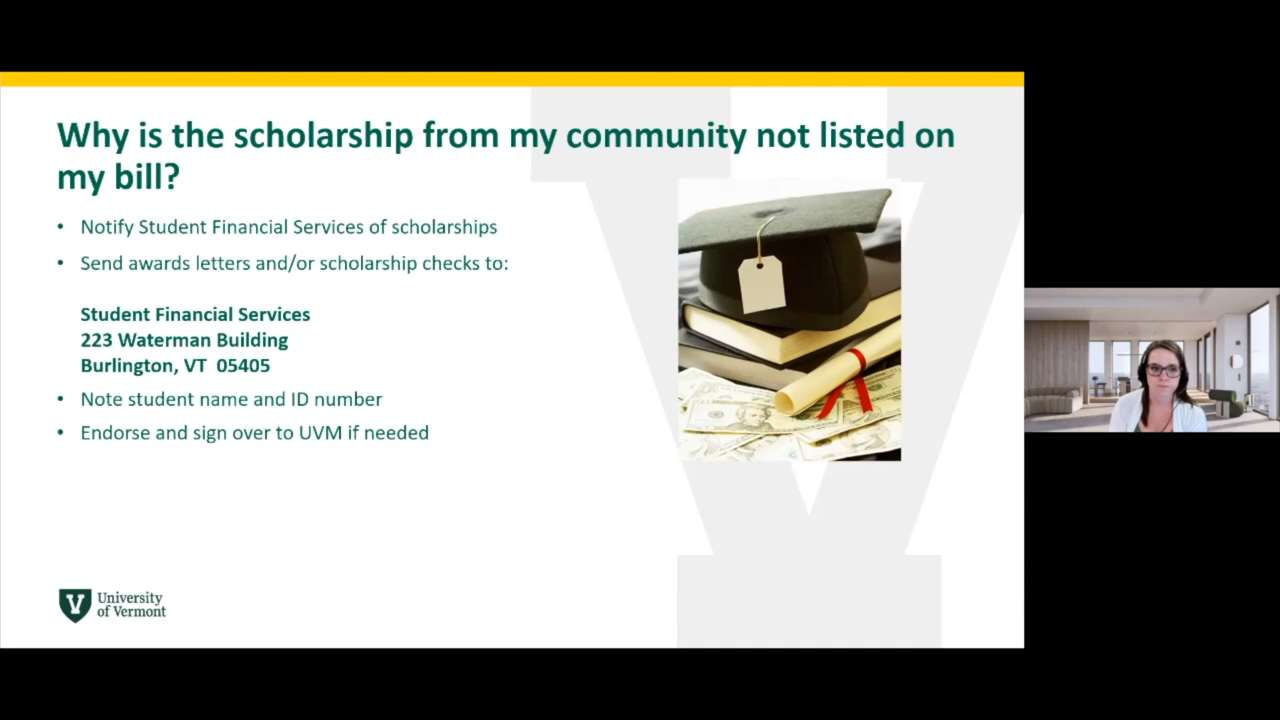 Why is the scholarship from my community not listed on
my bill?
• Notify Student Financial Services of scholarships
• Send awards letters and/or scholarship checks to:
Student Financial Services
223 Waterman Building
Burlington, VT 05405
• Note student name and ID number
• Endorse and sign over to UVM if needed
University
of Vermont